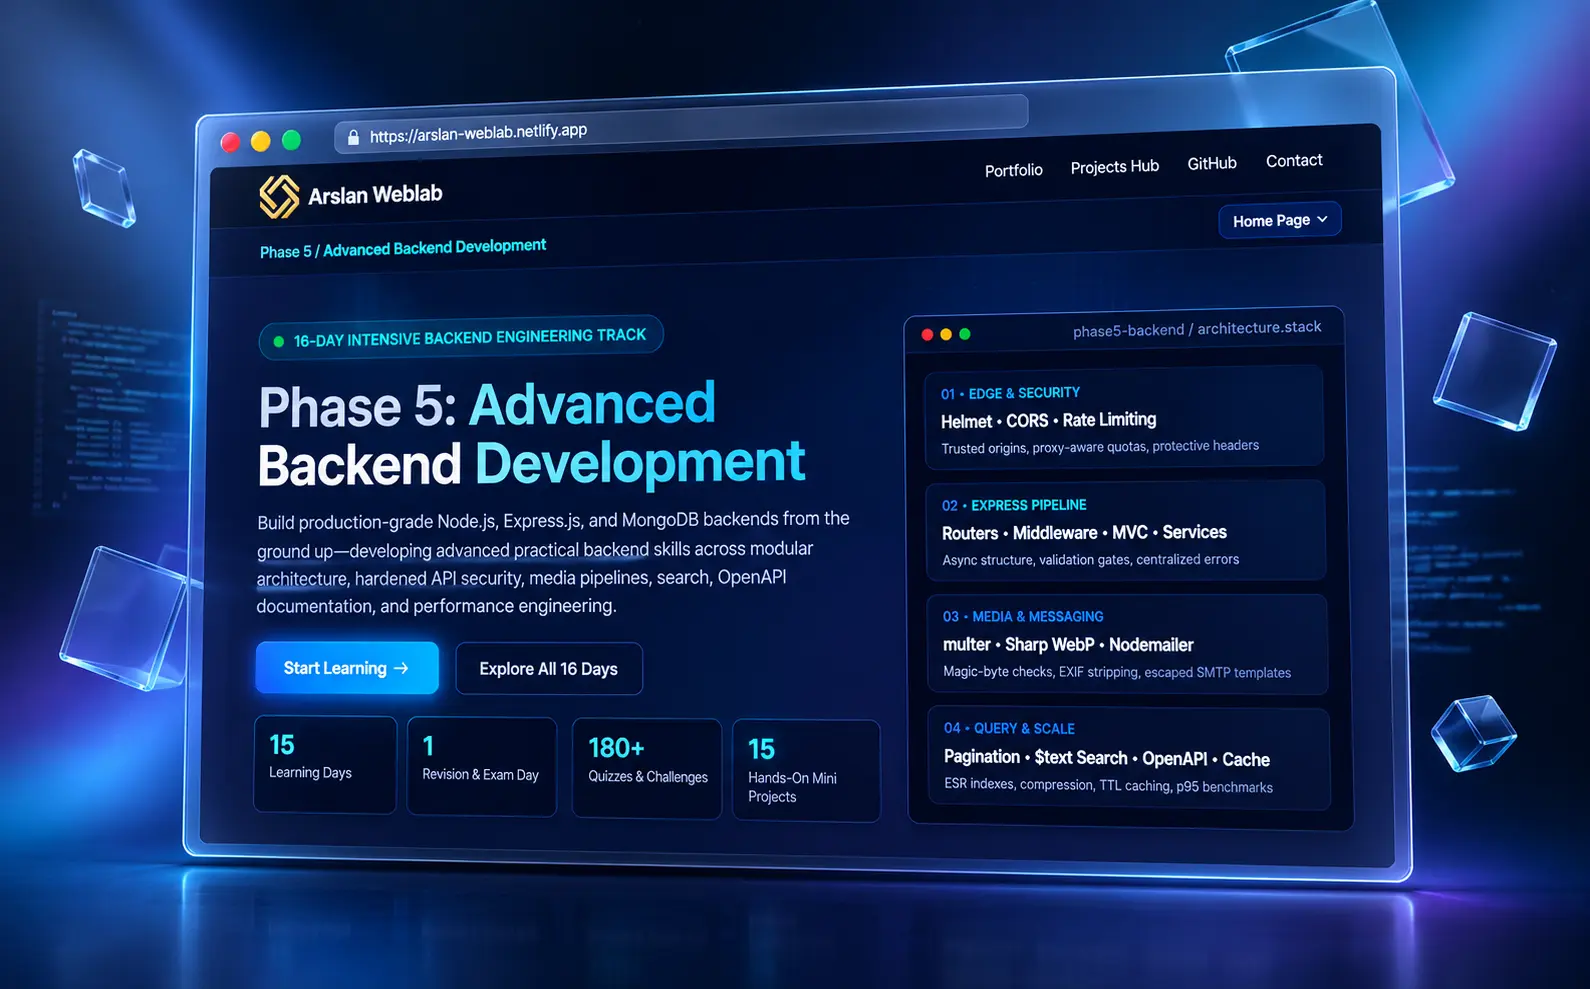 https://arslan-weblab.netlify.app
Arslan Weblab
Portfolio
Projects Hub
GitHub
Contact
Phase 5 / Advanced Backend Development
Home Page
16-DAY INTENSIVE BACKEND ENGINEERING TRACK
Phase 5: Advanced
Backend Development
Build production-grade Node.js, Express.js, and MongoDB backends from the
ground up—developing advanced practical backend skills across modular
architecture, hardened API security, media pipelines, search, OpenAPI
documentation, and performance engineering.
Start Learning →
Explore All 16 Days
15
Learning Days
1
Revision & Exam Day
180+
Quizzes & Challenges
15
Hands-On Mini
Projects
phase5-backend / architecture.stack
01 • EDGE & SECURITY
Helmet • CORS • Rate Limiting
Trusted origins, proxy-aware quotas, protective headers
02 • EXPRESS PIPELINE
Routers • Middleware • MVC • Services
Async structure, validation gates, centralized errors
03 • MEDIA & MESSAGING
multer • Sharp WebP • Nodemailer
Magic-byte checks, EXIF stripping, escaped SMTP templates
04 • QUERY & SCALE
Pagination • $text Search • OpenAPI • Cache
ESR indexes, compression, TTL caching, p95 benchmarks